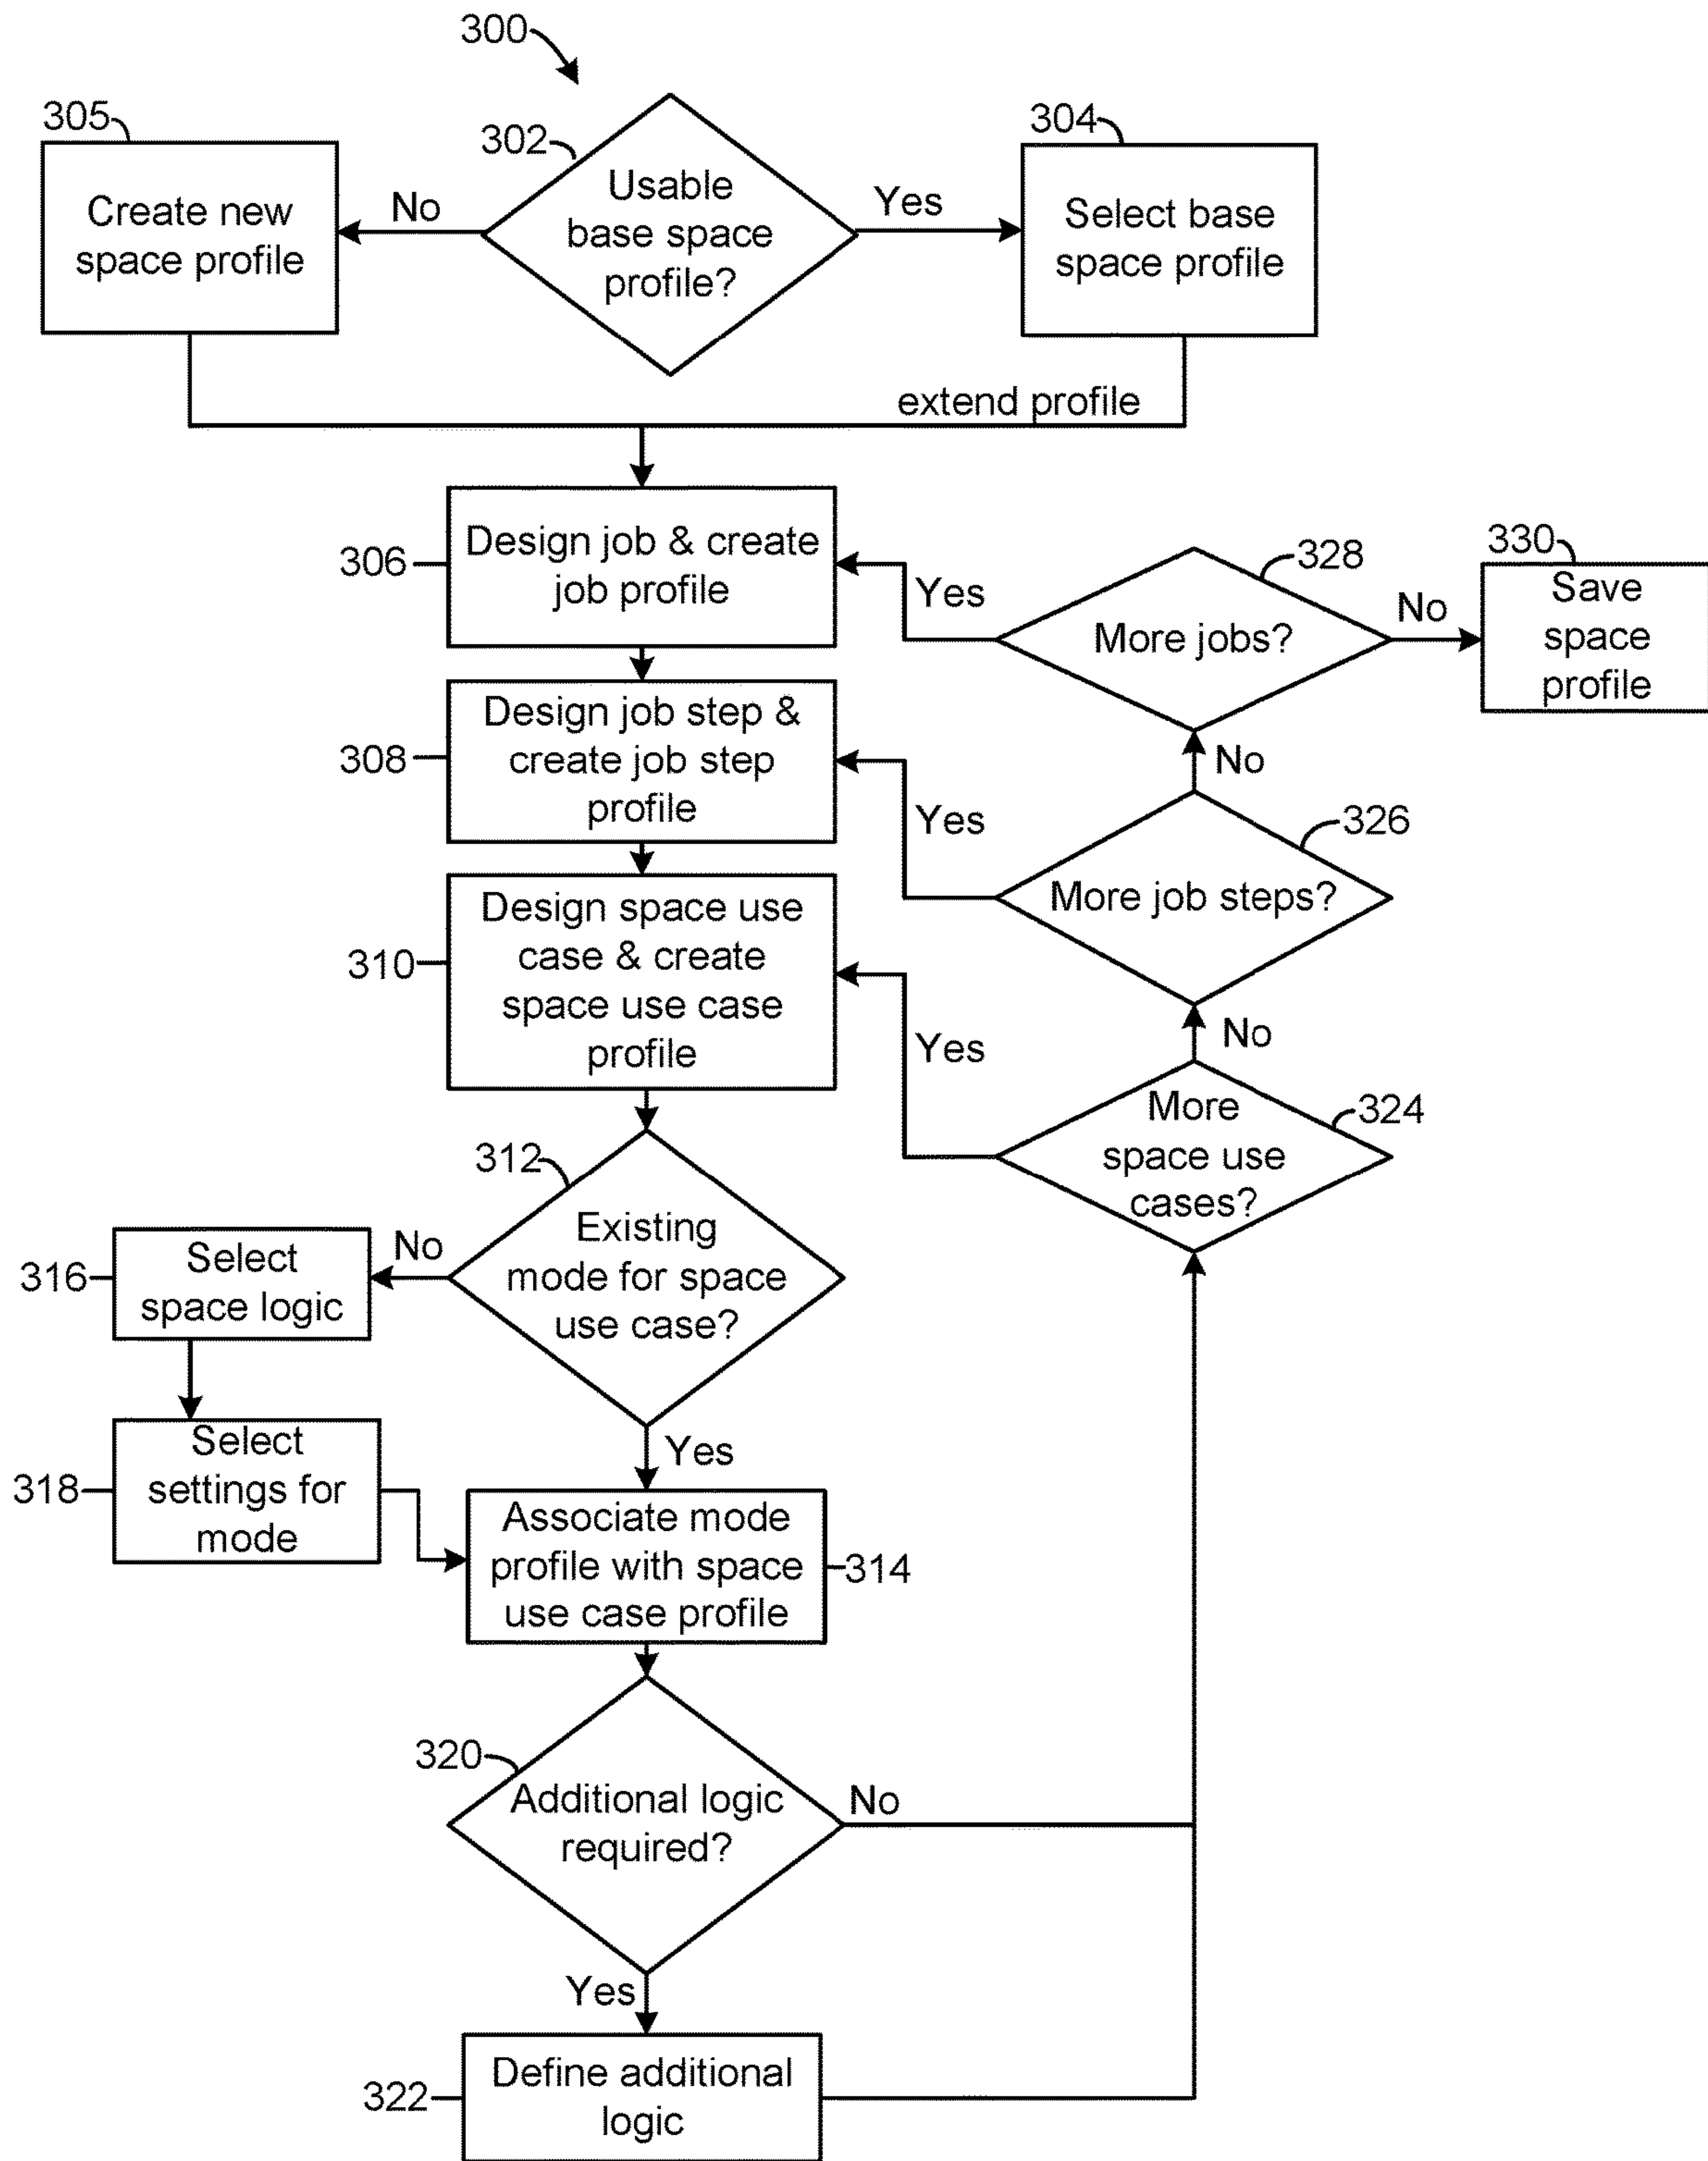 300
305
302
304
Create new
space profile
No
Usable
base space
profile?
Yes
Select base
space profile
extend profile
306
Design job & create
job profile
Yes
328
More jobs?
No
330
Save
space
profile
308
Design job step &
create job step
profile
Yes
No
326
More job steps?
310
Design space use
case & create
space use case
profile
Yes
No
324
More
space use
cases?
312
Existing
mode for space
use case?
No
316
Select
space logic
318
Select
settings for
mode
Yes
Associate mode
profile with space
use case profile
314
320
Additional logic
required?
No
Yes
322
Define additional
logic